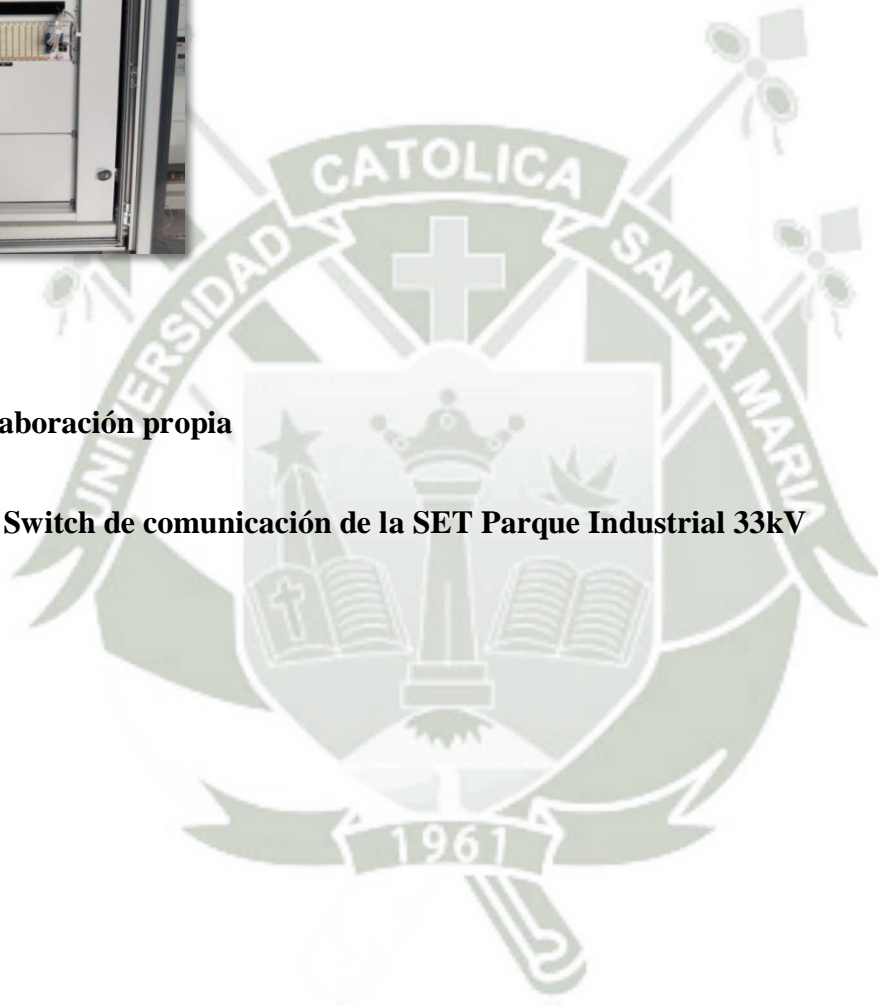 CATOLICA
UNIVERSIDAD
SANTA MARIA
aboración propia
Switch de comunicación de la SET Parque Industrial 33kV
1961